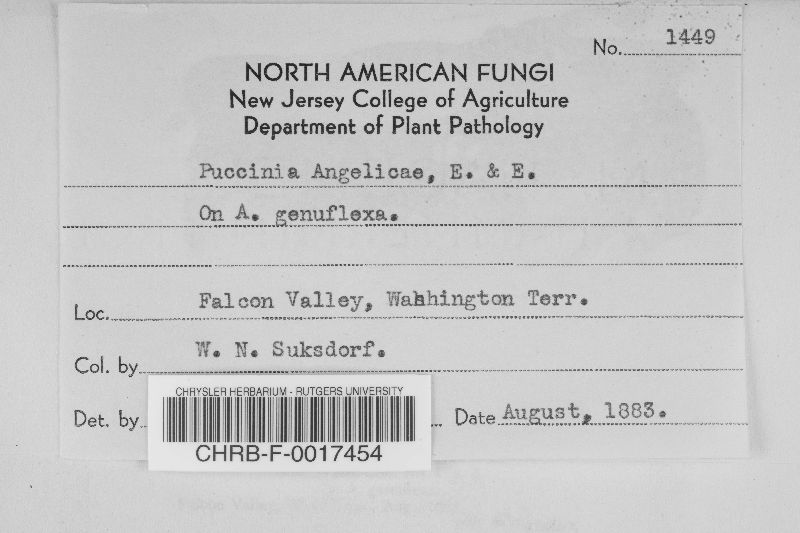 No. 1449
NORTH AMERICAN FUNGI
New Jersey College of Agriculture
Department of Plant Pathology
Puccinia Angelicae, E. & E.
On A. genuflexa.
Loc. Falcon Valley, Wahhington Terr.
Col. by W. N. Suksdorf.
Det. by
Date August, 1883.
CHRYSLER HERBARIUM - RUTGERS UNIVERSITY
CHRB-F-0017454